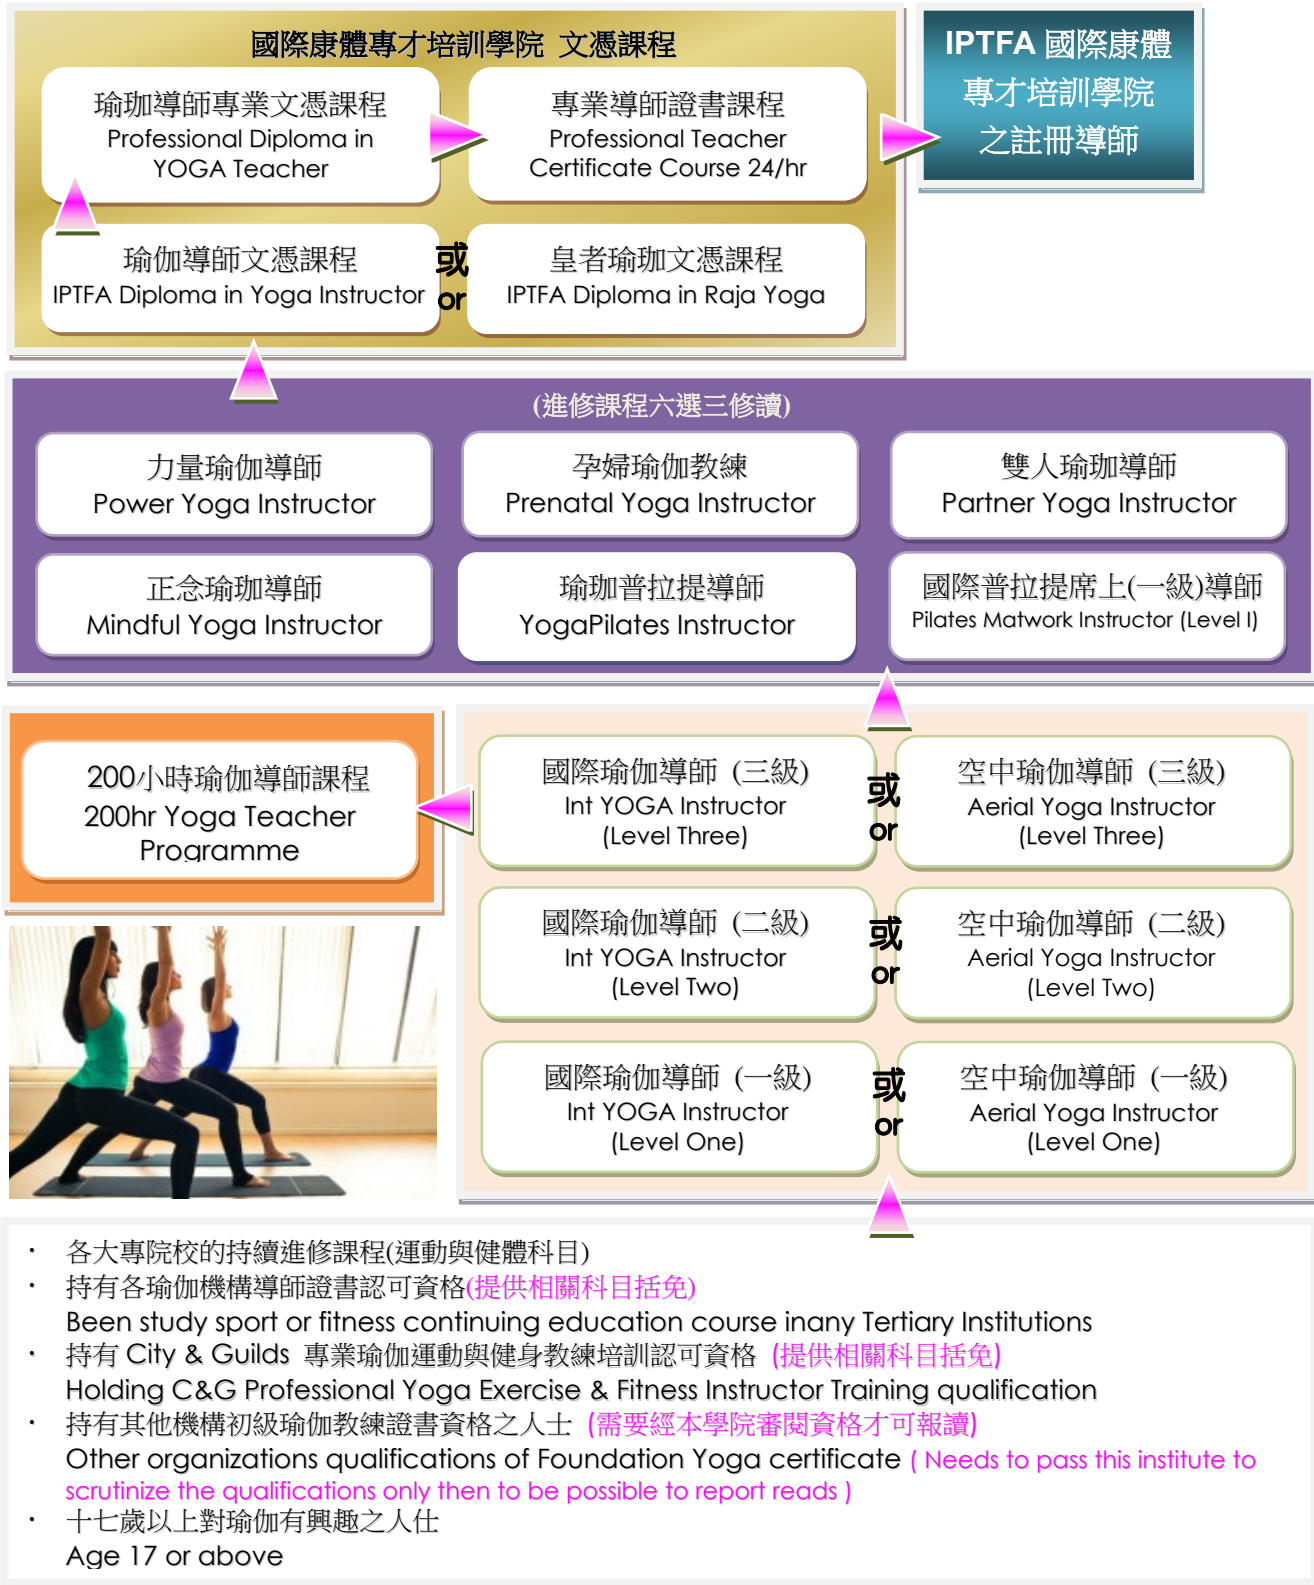 國際康體專才培訓學院 文憑課程
瑜珈導師專業文憑課程
Professional Diploma in
YOGA Teacher
專業導師證書課程
Professional Teacher
Certificate Course 24/hr
IPTFA 國際康體
專才培訓學院
之註冊導師
瑜伽導師文憑課程
IPTFA Diploma in Yoga Instructor
或
or
皇者瑜珈文憑課程
IPTFA Diploma in Raja Yoga
(進修課程六選三修讀)
力量瑜伽導師
Power Yoga Instructor
孕婦瑜伽教練
Prenatal Yoga Instructor
雙人瑜珈導師
Partner Yoga Instructor
正念瑜珈導師
Mindful Yoga Instructor
瑜珈普拉提導師
YogaPilates Instructor
國際普拉提席上(一級)導師
Pilates Matwork Instructor (Level I)
200小時瑜伽導師課程
200hr Yoga Teacher
Programme
國際瑜伽導師 (三級)
Int YOGA Instructor
(Level Three)
或
or
空中瑜伽導師 (三級)
Aerial Yoga Instructor
(Level Three)
國際瑜伽導師 (二級)
Int YOGA Instructor
(Level Two)
或
or
空中瑜伽導師 (二級)
Aerial Yoga Instructor
(Level Two)
國際瑜伽導師 (一級)
Int YOGA Instructor
(Level One)
或
or
空中瑜伽導師 (一級)
Aerial Yoga Instructor
(Level One)
· 各大專院校的持續進修課程(運動與健體科目)
· 持有各瑜伽機構導師證書認可資格(提供相關科目括免)
Been study sport or fitness continuing education course inany Tertiary Institutions
· 持有 City & Guilds 專業瑜伽運動與健身教練培訓認可資格 (提供相關科目括免)
Holding C&G Professional Yoga Exercise & Fitness Instructor Training qualification
· 持有其他機構初級瑜伽教練證書資格之人士 (需要經本學院審閱資格才可報讀)
Other organizations qualifications of Foundation Yoga certificate ( Needs to pass this institute to
scrutinize the qualifications only then to be possible to report reads )
· 十七歲以上對瑜伽有興趣之人仕
Age 17 or above